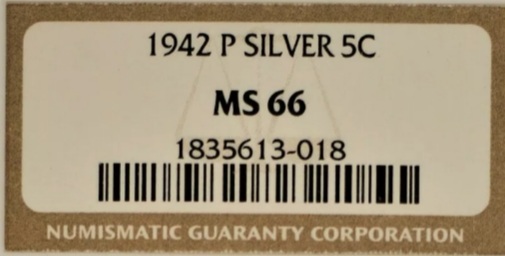 1942 P SILVER 5C
MS 66
1835613-018
NUMISMATIC GUARANTY CORPORATION